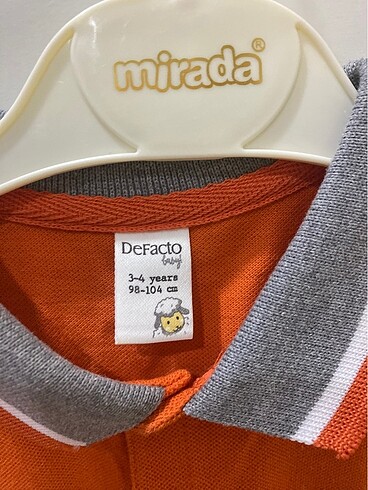 mirada®
DeFacto
baby!
3-4 years
98-104 cm